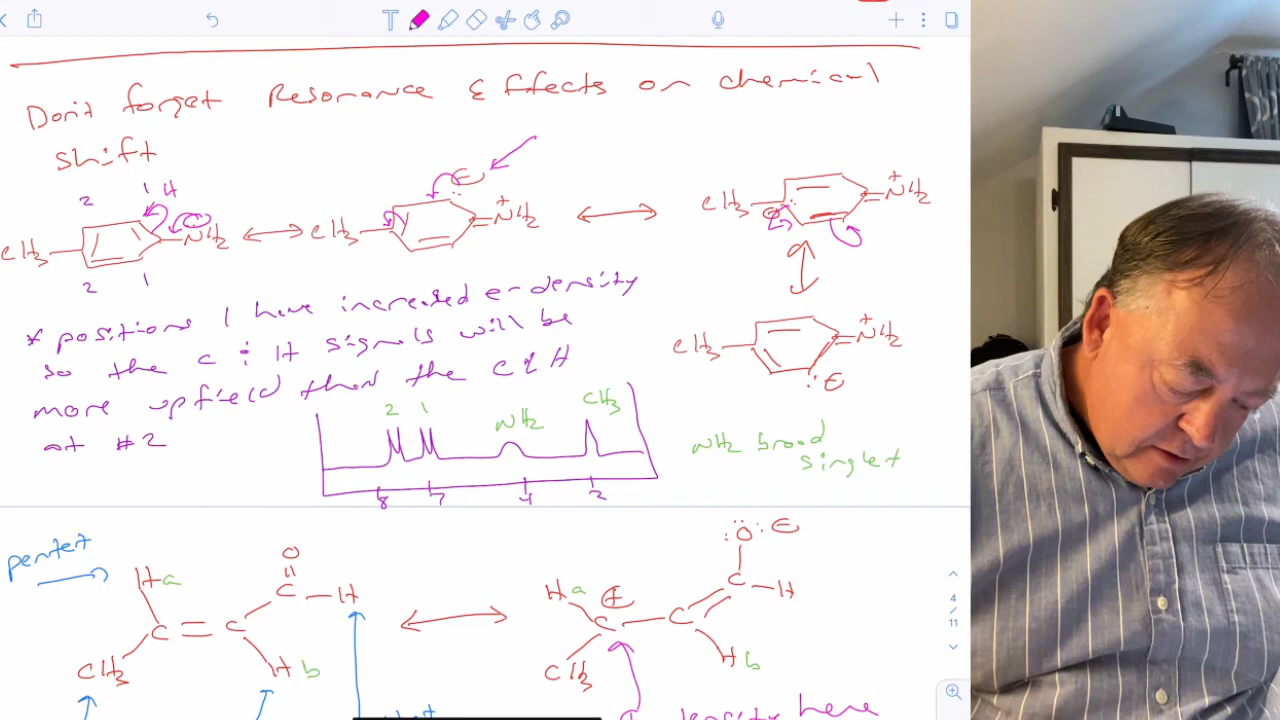 Don't forget Resonance & Effects on chemical
shift
2 1 H
CH3 NH2 CH3 NH2 CH3 NH2
2 1
* positions 1 have increased e- density
so the C & H signals will be
more upfield than the C & H
at #2
CH3 NH2
2 1 NH2 CH3
NH2 broad
singlet
8 7 4 2
pentet
Ha O
C H
C = C
CH3 H b
:O: ⊖
Ha ⊕ C H
C C
CH3 H b
density here
4
/
11